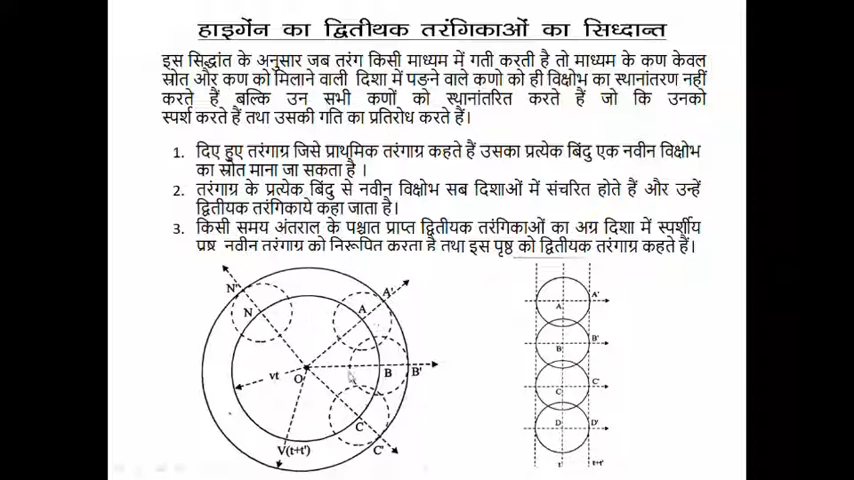 हाइगेंन का द्वितीयक तरंगिकाओं का सिध्दान्त
इस सिद्धांत के अनुसार जब तरंग किसी माध्यम में गती करती है तो माध्यम के कण केवल
स्रोत और कण को मिलाने वाली दिशा में पड़ने वाले कणो को ही विक्षोभ का स्थानांतरण नहीं
करते हैं बल्कि उन सभी कणों को स्थानांतरित करते हैं जो कि उनको
स्पर्श करते हैं तथा उसकी गति का प्रतिरोध करते हैं।
1. दिए हुए तरंगाग्र जिसे प्राथमिक तरंगाग्र कहते हैं उसका प्रत्येक बिंदु एक नवीन विक्षोभ
का स्रोत माना जा सकता है ।
2. तरंगाग्र के प्रत्येक बिंदु से नवीन विक्षोभ सब दिशाओं में संचरित होते हैं और उन्हें
द्वितीयक तरंगिकाये कहा जाता है।
3. किसी समय अंतराल के पश्चात प्राप्त द्वितीयक तरंगिकाओं का अग्र दिशा में स्पर्शीय
प्रष्ठ नवीन तरंगाग्र को निरूपित करता है तथा इस पृष्ठ को द्वितीयक तरंगाग्र कहते हैं।
N' A' A'
N A A
B' B
vt O B B'
C' C
C D D'
V(t+t') C'
t t+t'